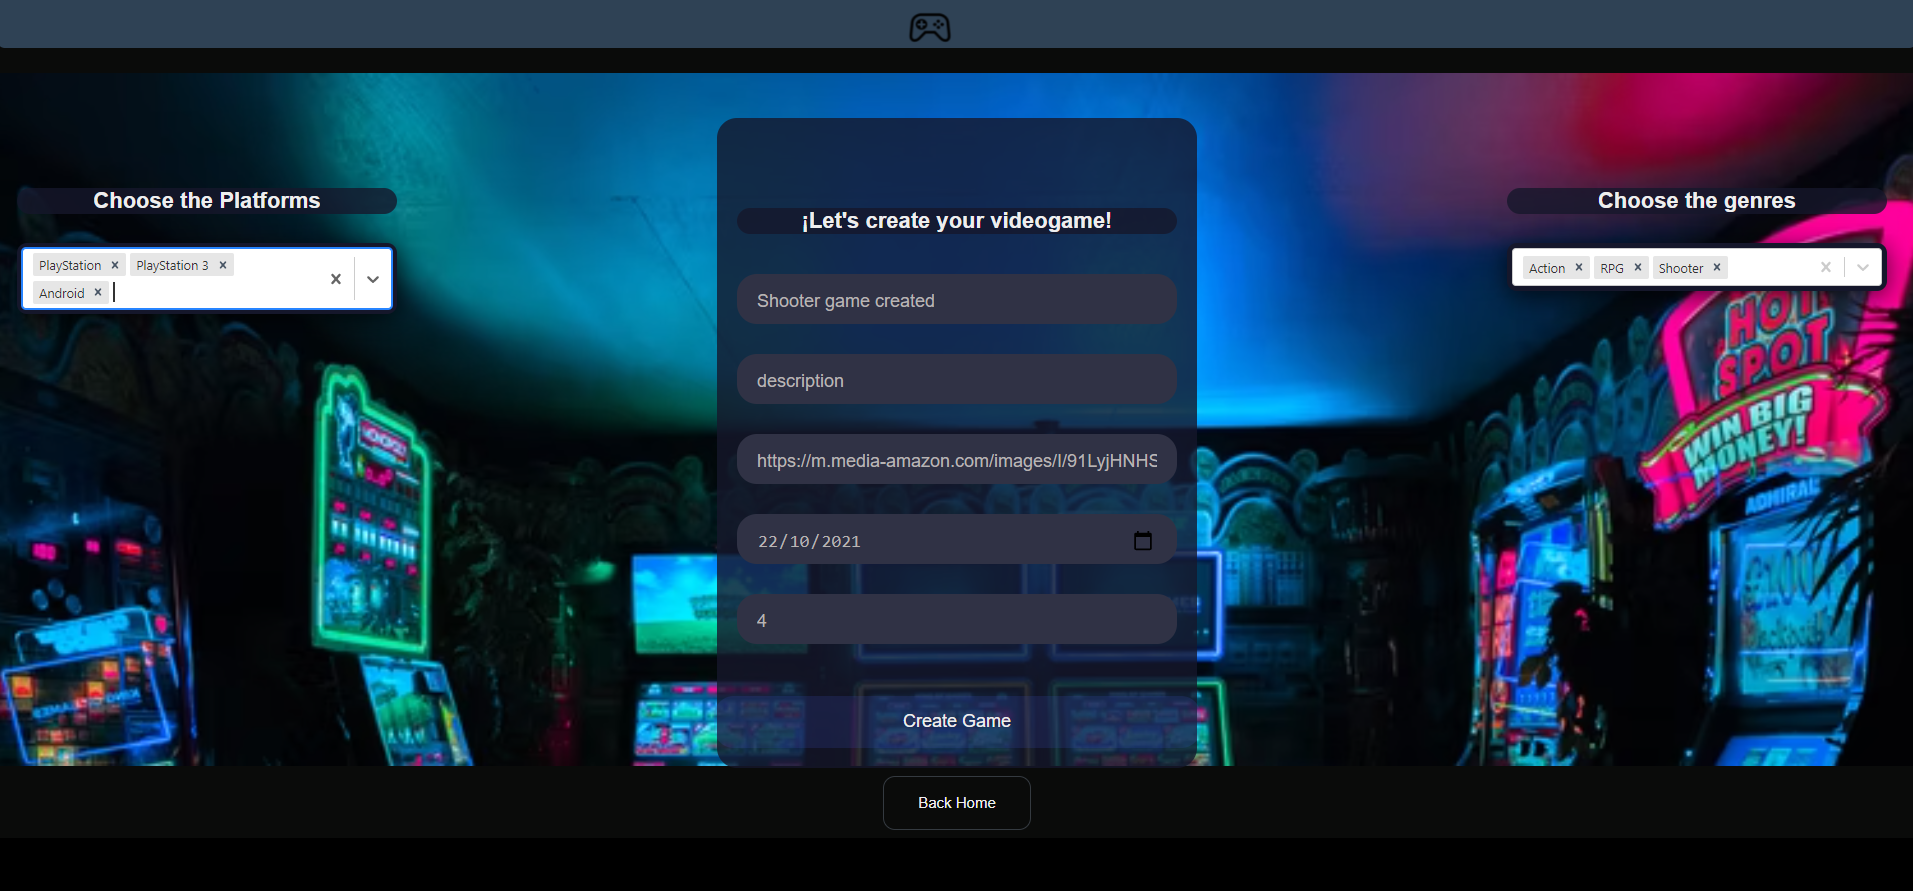 Choose the Platforms
PlayStation
PlayStation 3
Android
¡Let's create your videogame!
Shooter game created
description
https://m.media-amazon.com/images/I/91LyjHNHS
22/10/2021
4
Create Game
Back Home
Choose the genres
Action
RPG
Shooter
HOT
SPOT
WIN BIG
MONEY!
ADMIRAL